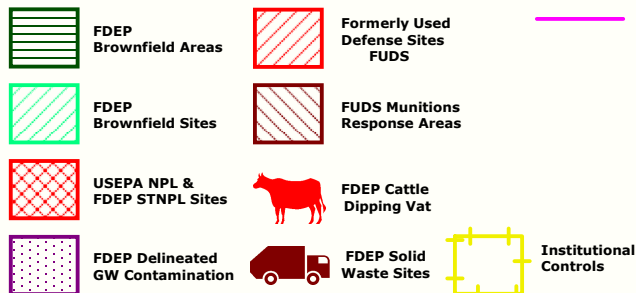 FDEP
Brownfield Areas
Formerly Used
Defense Sites
FUDS
FDEP
Brownfield Sites
FUDS Munitions
Response Areas
USEPA NPL &
FDEP STNPL Sites
FDEP Cattle
Dipping Vat
FDEP Delineated
GW Contamination
FDEP Solid
Waste Sites
Institutional
Controls